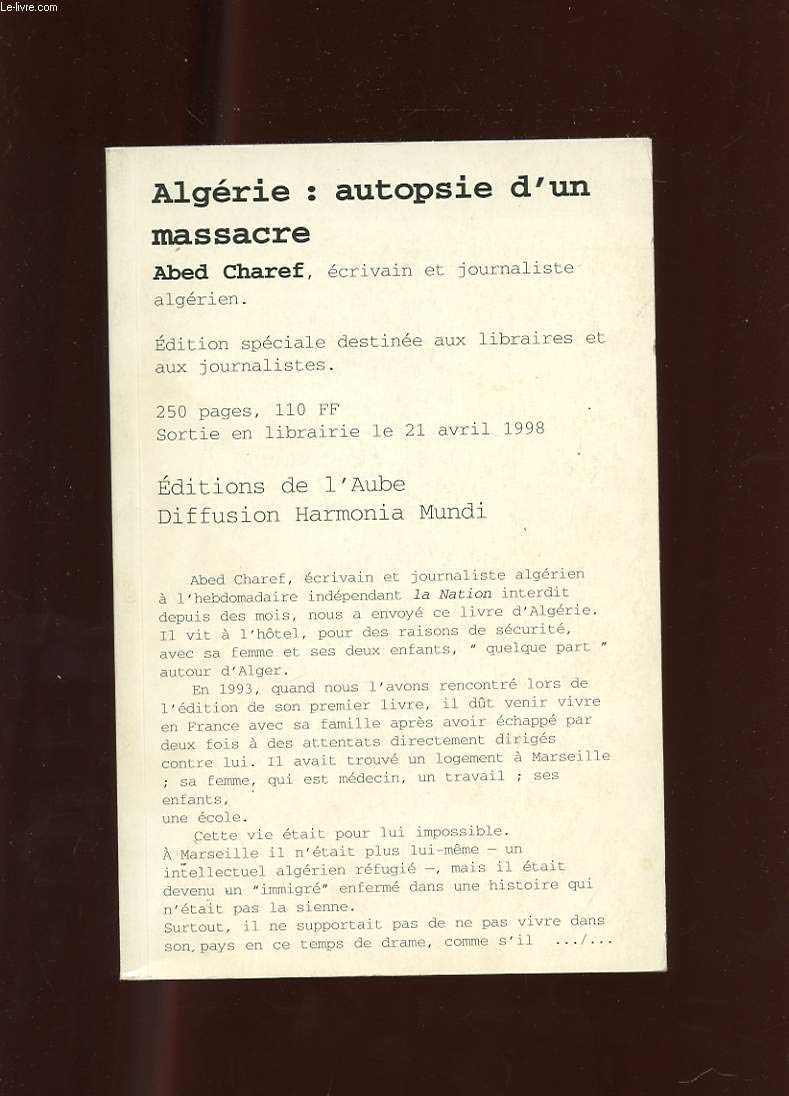 Le-livre.com
Algérie : autopsie d'un
massacre
Abed Charef, écrivain et journaliste
algérien.
Édition spéciale destinée aux libraires et
aux journalistes.
250 pages, 110 FF
Sortie en librairie le 21 avril 1998
Éditions de l'Aube
Diffusion Harmonia Mundi
Abed Charef, écrivain et journaliste algérien
à l'hebdomadaire indépendant la Nation interdit
depuis des mois, nous a envoyé ce livre d'Algérie.
Il vit à l'hôtel, pour des raisons de sécurité,
avec sa femme et ses deux enfants, " quelque part "
autour d'Alger.
En 1993, quand nous l'avons rencontré lors de
l'édition de son premier livre, il dût venir vivre
en France avec sa famille après avoir échappé par
deux fois à des attentats directement dirigés
contre lui. Il avait trouvé un logement à Marseille
; sa femme, qui est médecin, un travail ; ses
enfants,
une école.
Cette vie était pour lui impossible.
À Marseille il n'était plus lui-même — un
intellectuel algérien réfugié —, mais il était
devenu un "immigré" enfermé dans une histoire qui
n'était pas la sienne.
Surtout, il ne supportait pas de ne pas vivre dans
son pays en ce temps de drame, comme s'il .../...